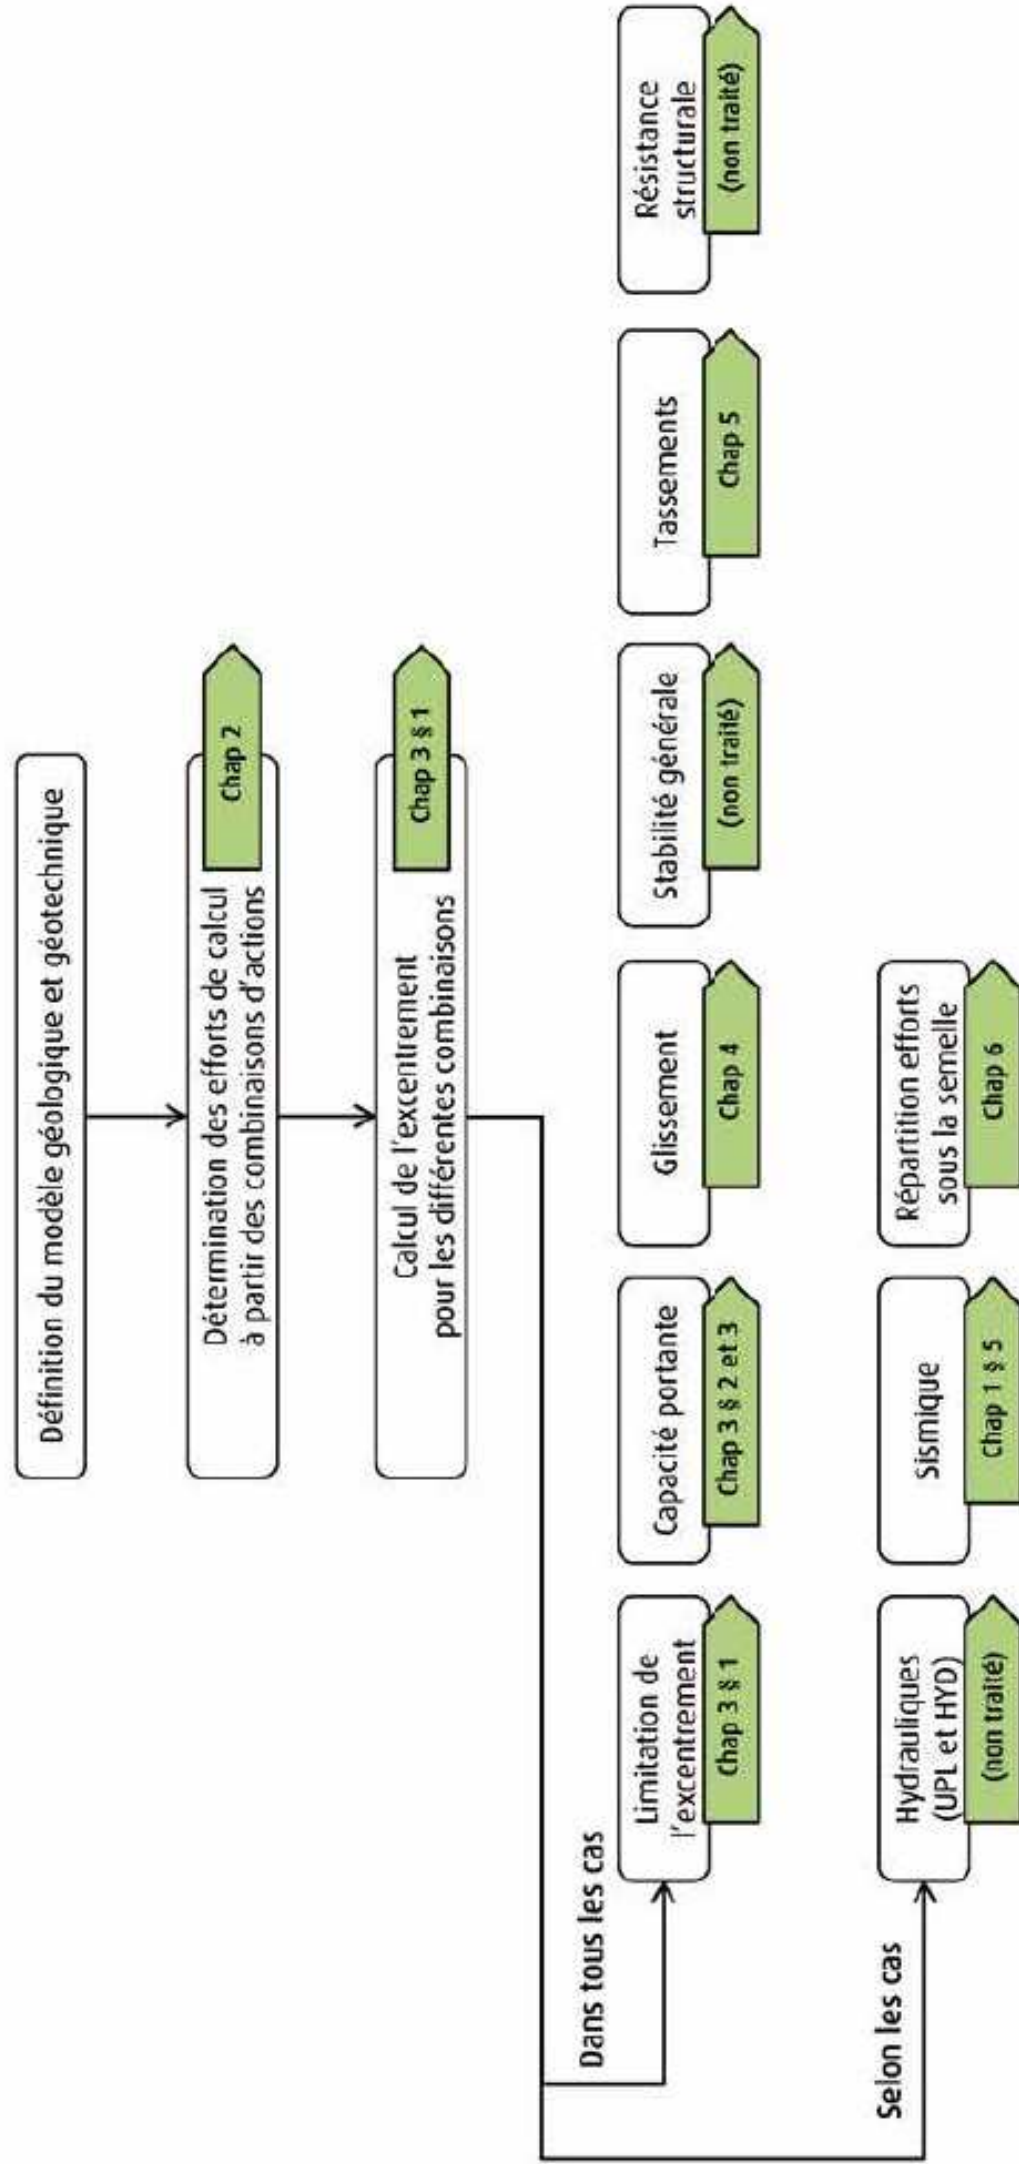 Définition du modèle géologique et géotechnique
Détermination des efforts de calcul
à partir des combinaisons d'actions
Chap 2
Calcul de l'excentrement
pour les différentes combinaisons
Chap 3 § 1
Dans tous les cas
Limitation de
l'excentrement
Chap 3 § 1
Capacité portante
Chap 3 § 2 et 3
Glissement
Chap 4
Stabilité générale
(non traité)
Tassements
Chap 5
Résistance
structurale
(non traité)
Selon les cas
Hydrauliques
(UPL et HYD)
(non traité)
Sismique
Chap 1 § 5
Répartition efforts
sous la semelle
Chap 6